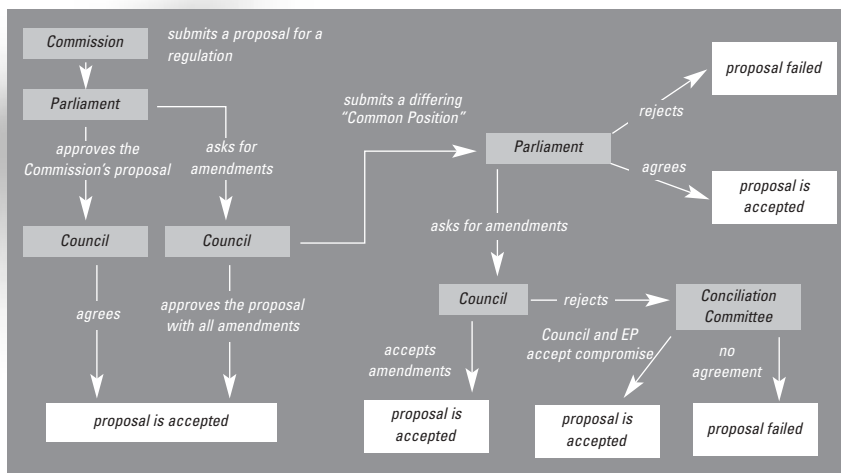 Commission
submits a proposal for a
regulation
Parliament
approves the
Commission's proposal
asks for
amendments
Council
Council
agrees
approves the proposal
with all amendments
proposal is accepted
submits a differing
"Common Position"
Parliament
rejects
proposal failed
agrees
proposal is
accepted
asks for amendments
Council
rejects
Conciliation
Committee
accepts
amendments
Council and EP
accept compromise
no
agreement
proposal is
accepted
proposal is
accepted
proposal failed